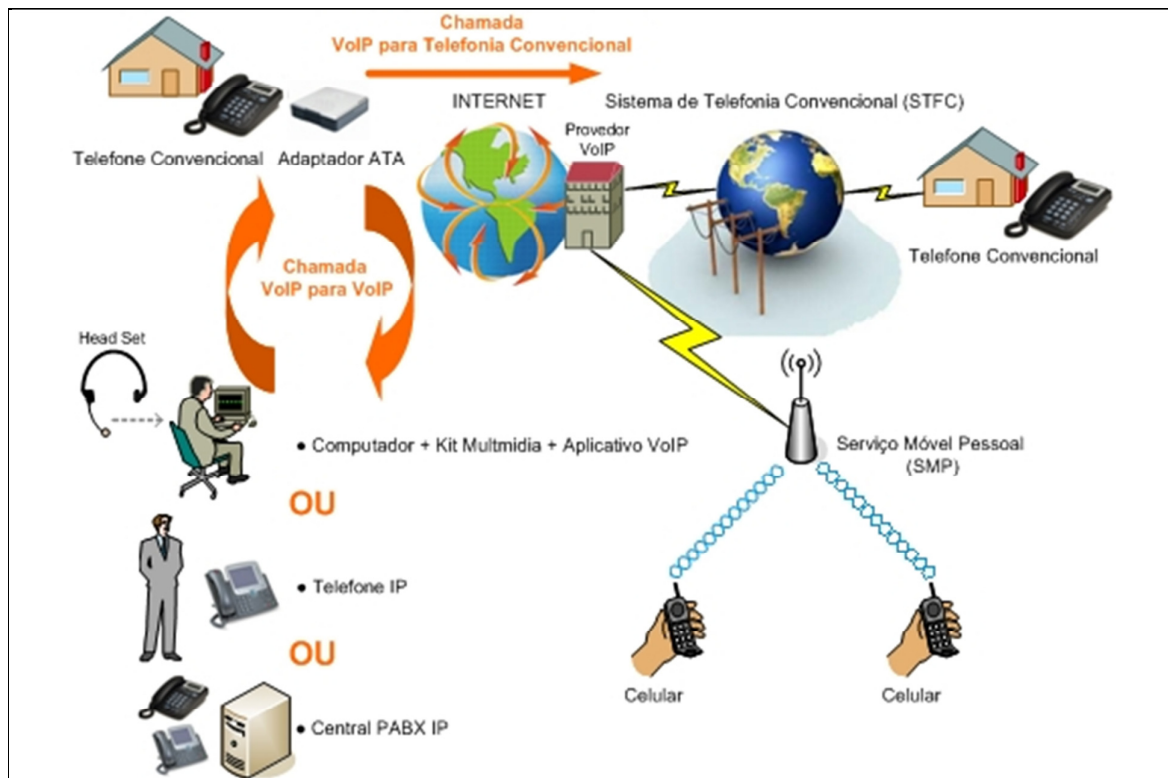 Chamada
VoIP para Telefonia Convencional
INTERNET
Sistema de Telefonia Convencional (STFC)
Provedor
VoIP
Telefone Convencional
Adaptador ATA
Telefone Convencional
Chamada
VoIP para VoIP
Head Set
• Computador + Kit Multmidia + Aplicativo VoIP
Serviço Móvel Pessoal
(SMP)
OU
• Telefone IP
OU
Celular
Celular
• Central PABX IP